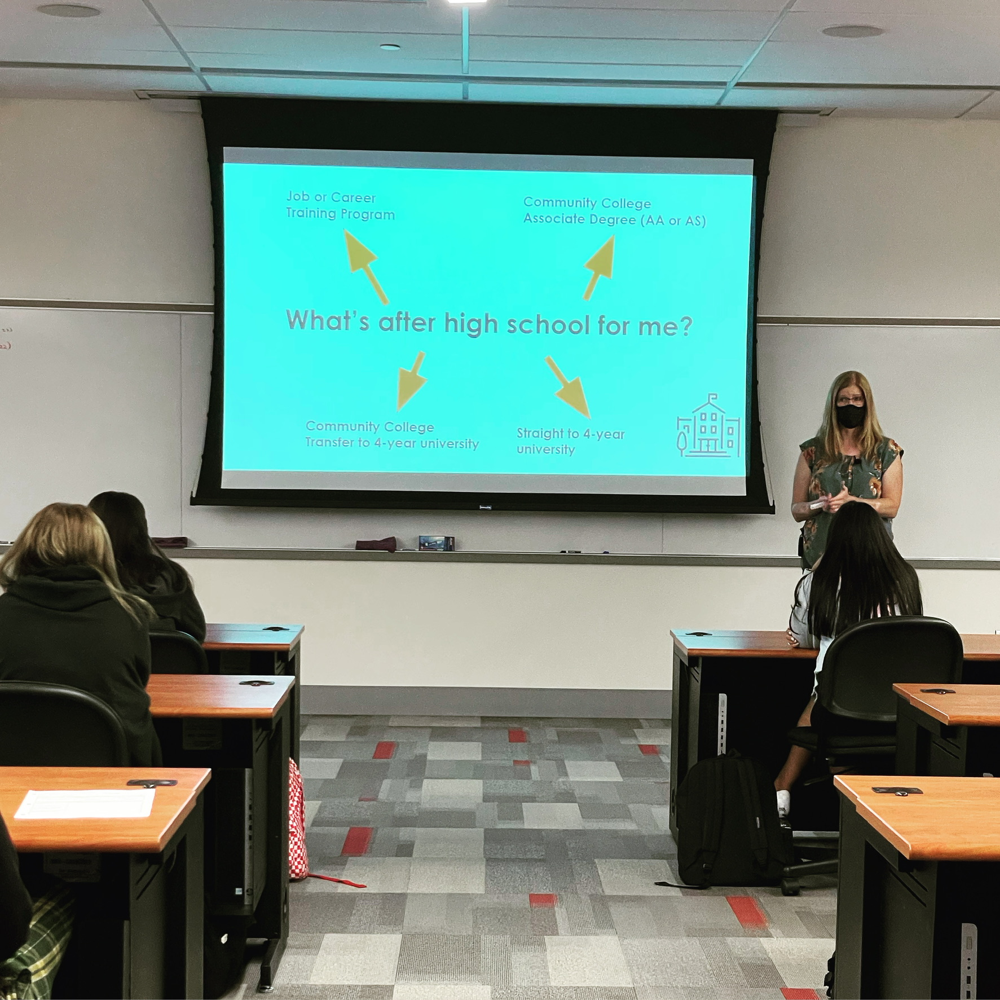 Job or Career
Training Program
Community College
Associate Degree (AA or AS)
What's after high school for me?
Community College
Transfer to 4-year university
Straight to 4-year
university